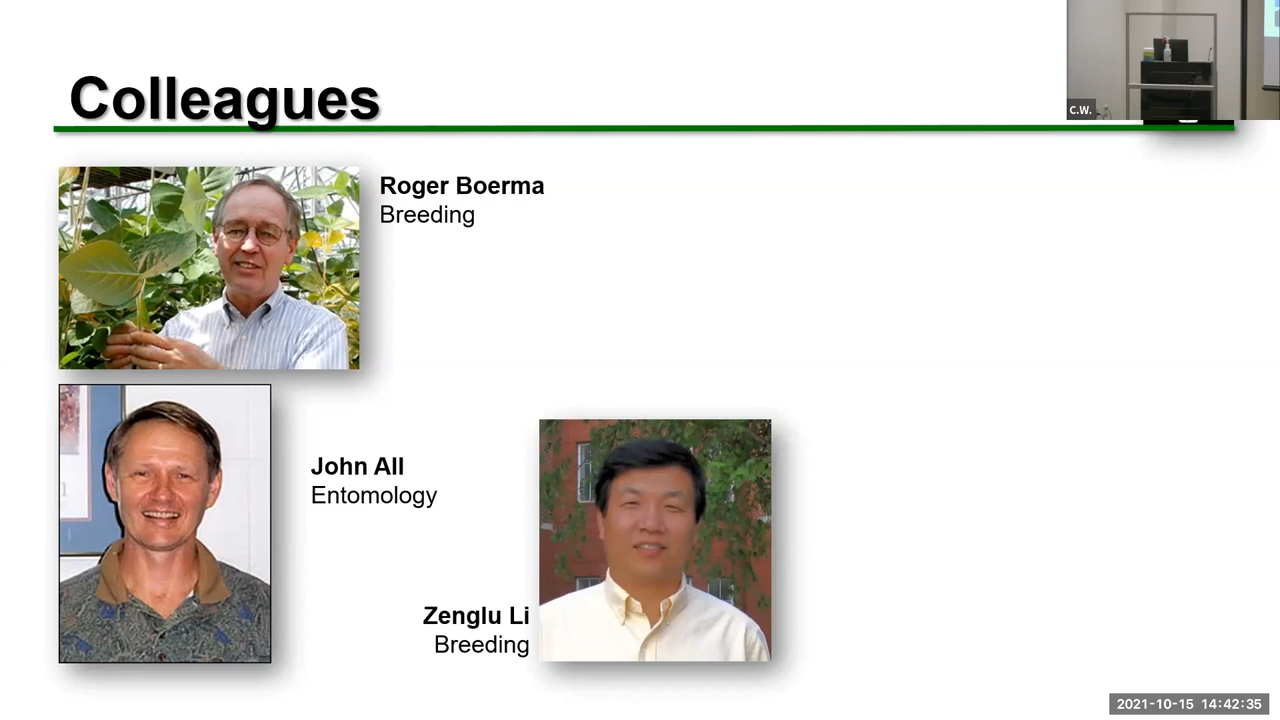 Colleagues
C.W.
Roger Boerma
Breeding
John All
Entomology
Zenglu Li
Breeding
2021-10-15 14:42:35